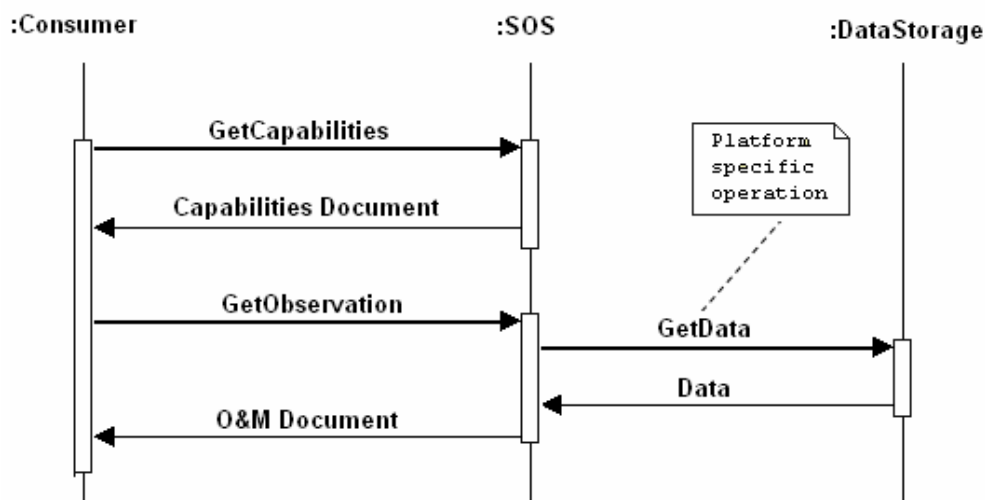 :Consumer
:SOS
:DataStorage
GetCapabilities
Platform
specific
operation
Capabilities Document
GetObservation
GetData
Data
O&M Document